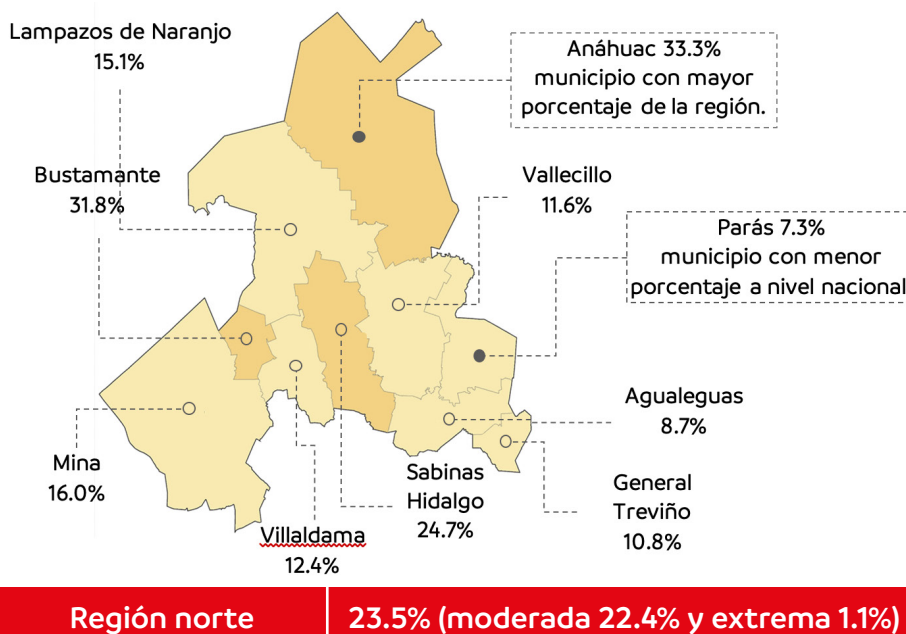 Lampazos de Naranjo
15.1%
Anáhuac 33.3%
municipio con mayor
porcentaje de la región.
Bustamante
31.8%
Vallecillo
11.6%
Parás 7.3%
municipio con menor
porcentaje a nivel nacional
Agualeguas
8.7%
Mina
16.0%
Sabinas
Hidalgo
24.7%
General
Treviño
10.8%
Villaldama
12.4%
Región norte
23.5% (moderada 22.4% y extrema 1.1%)